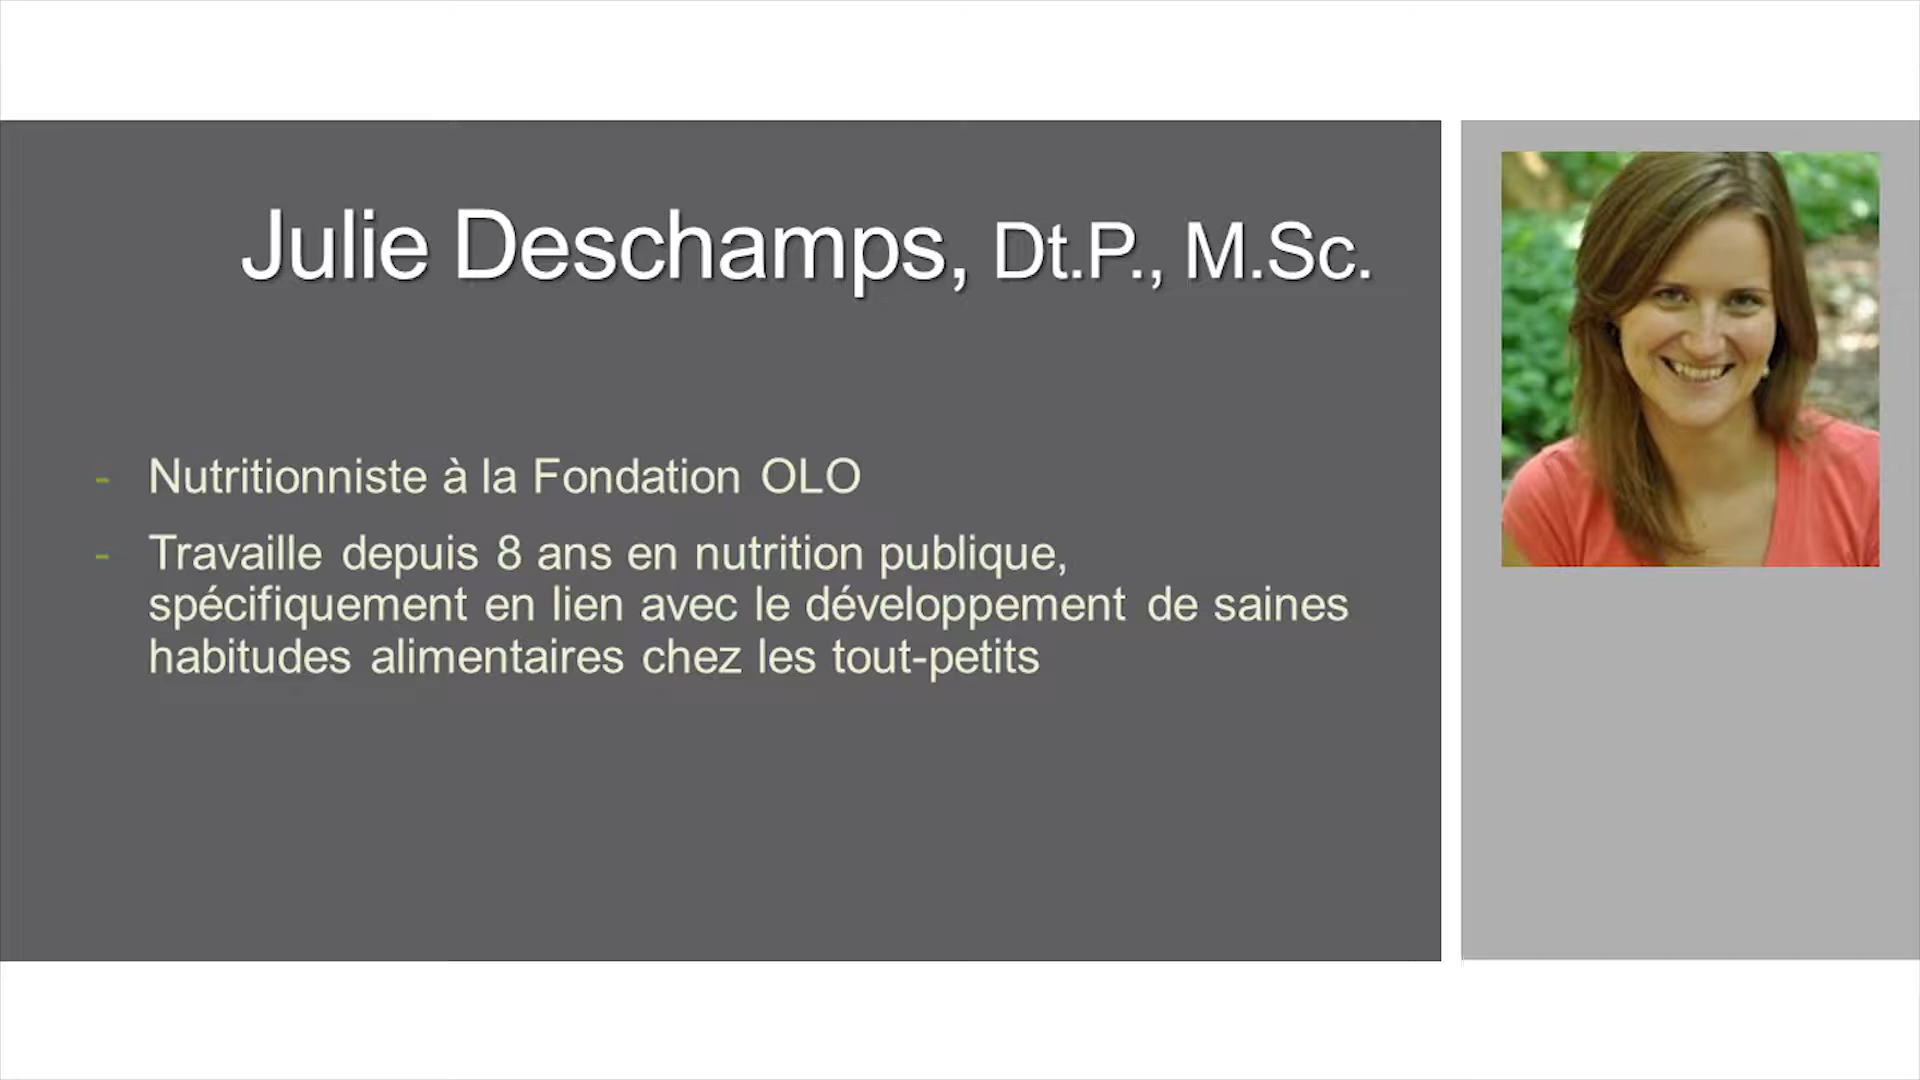 Julie Deschamps, Dt.P., M.Sc.
- Nutritionniste à la Fondation OLO
- Travaille depuis 8 ans en nutrition publique,
spécifiquement en lien avec le développement de saines
habitudes alimentaires chez les tout-petits